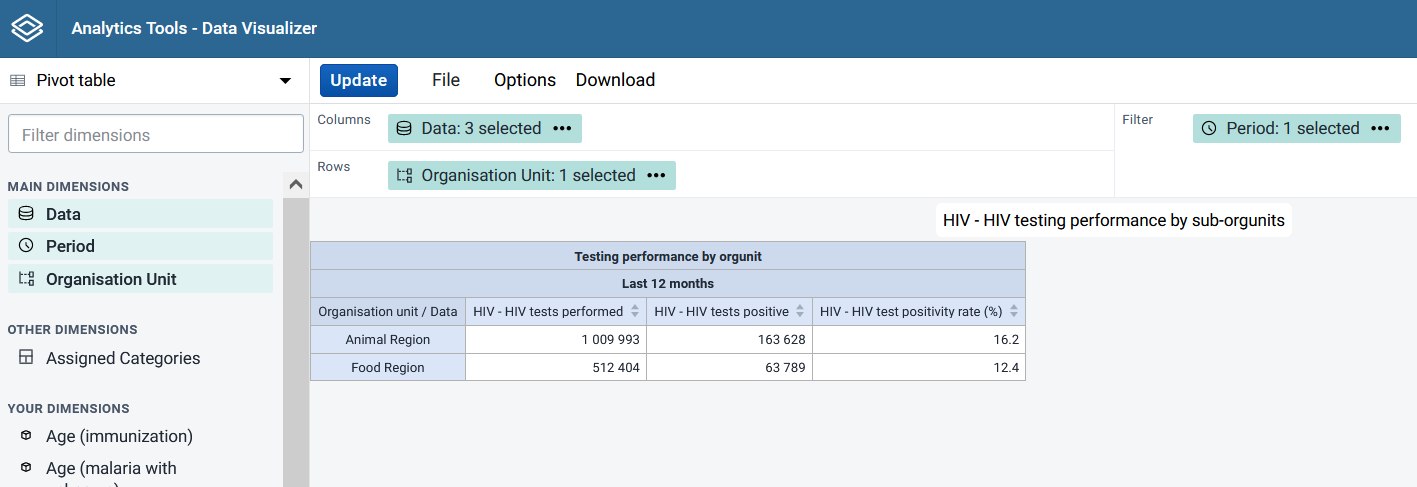 Analytics Tools - Data Visualizer
Pivot table
Update File Options Download
Filter dimensions
Columns Data: 3 selected •••
Filter Period: 1 selected •••
Rows Organisation Unit: 1 selected •••
MAIN DIMENSIONS
Data
Period
Organisation Unit
OTHER DIMENSIONS
Assigned Categories
YOUR DIMENSIONS
Age (immunization)
Age (malaria with
HIV - HIV testing performance by sub-orgunits
Testing performance by orgunit
Last 12 months
Organisation unit / Data HIV - HIV tests performed HIV - HIV tests positive HIV - HIV test positivity rate (%)
Animal Region 1 009 993 163 628 16.2
Food Region 512 404 63 789 12.4